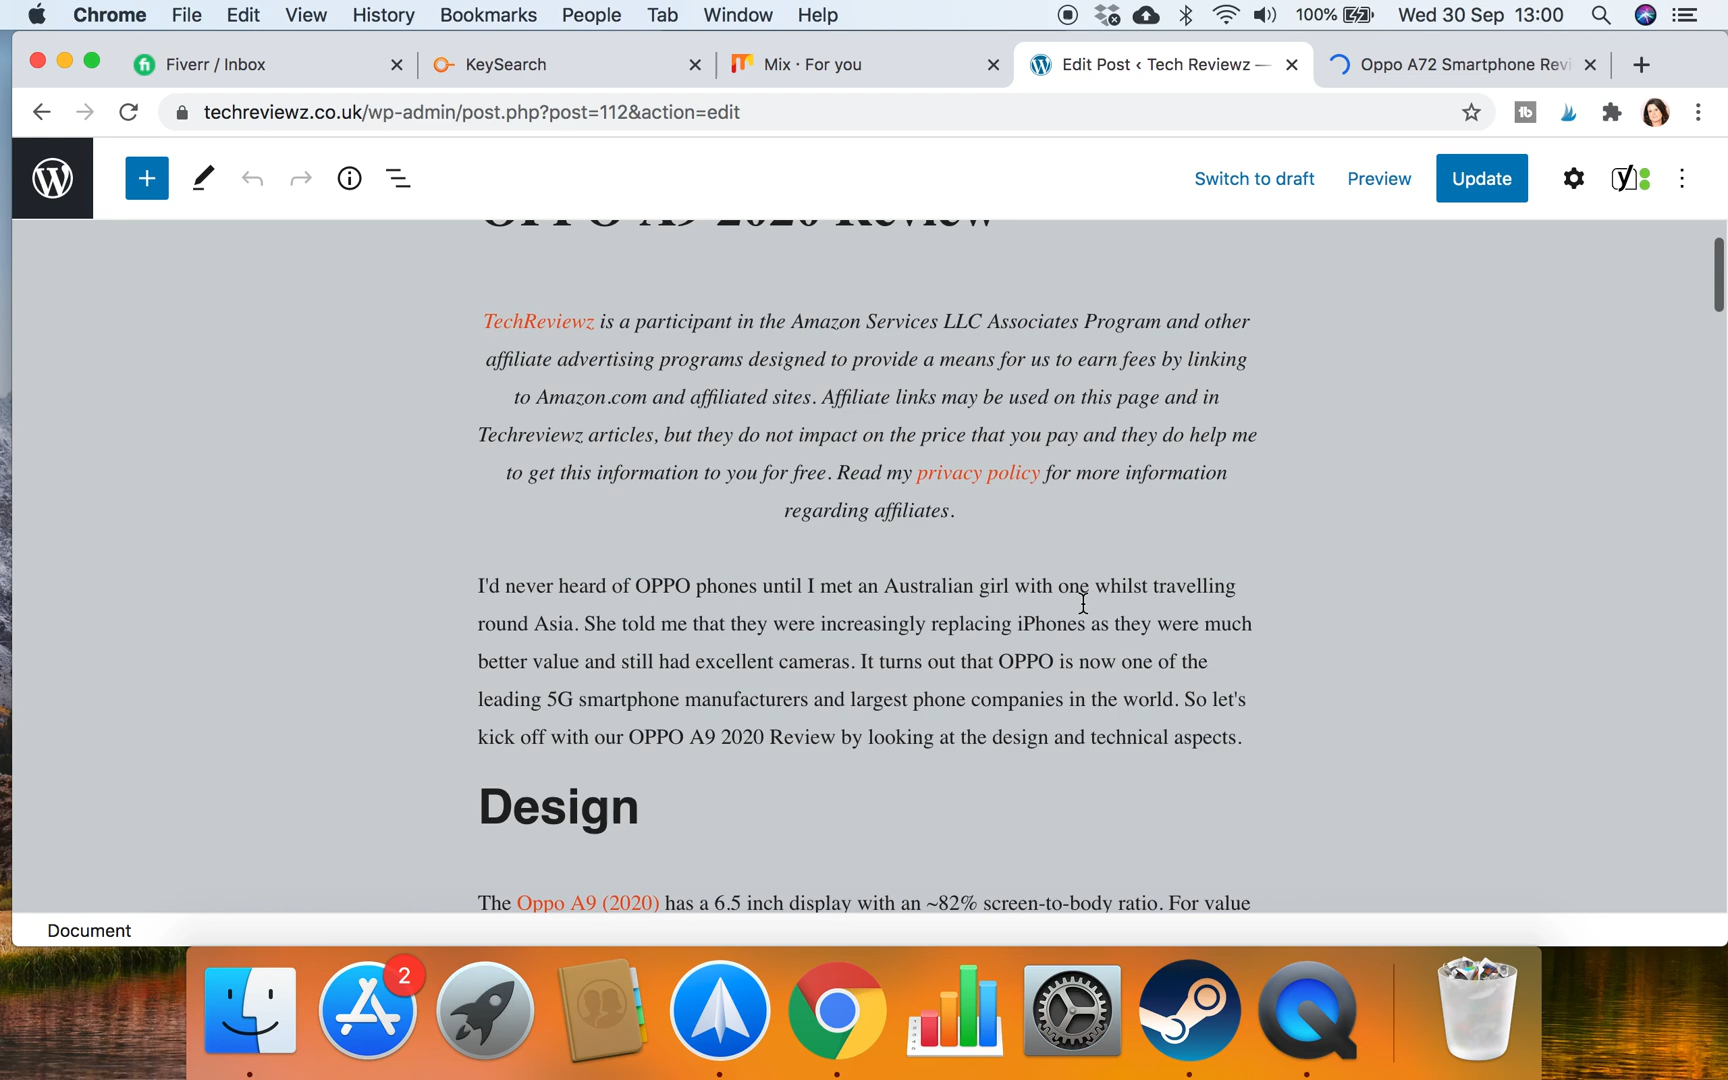 Chrome File Edit View History Bookmarks People Tab Window Help 100% Wed 30 Sep 13:00
Fiverr / Inbox KeySearch Mix · For you Edit Post ‹ Tech Reviewz — Oppo A72 Smartphone Revi
techreviewz.co.uk/wp-admin/post.php?post=112&action=edit
Switch to draft Preview Update
OPPO A9 2020 Review
TechReviewz is a participant in the Amazon Services LLC Associates Program and other
affiliate advertising programs designed to provide a means for us to earn fees by linking
to Amazon.com and affiliated sites. Affiliate links may be used on this page and in
Techreviewz articles, but they do not impact on the price that you pay and they do help me
to get this information to you for free. Read my privacy policy for more information
regarding affiliates.
I'd never heard of OPPO phones until I met an Australian girl with one whilst travelling
round Asia. She told me that they were increasingly replacing iPhones as they were much
better value and still had excellent cameras. It turns out that OPPO is now one of the
leading 5G smartphone manufacturers and largest phone companies in the world. So let's
kick off with our OPPO A9 2020 Review by looking at the design and technical aspects.
Design
The Oppo A9 (2020) has a 6.5 inch display with an ~82% screen-to-body ratio. For value
Document
2